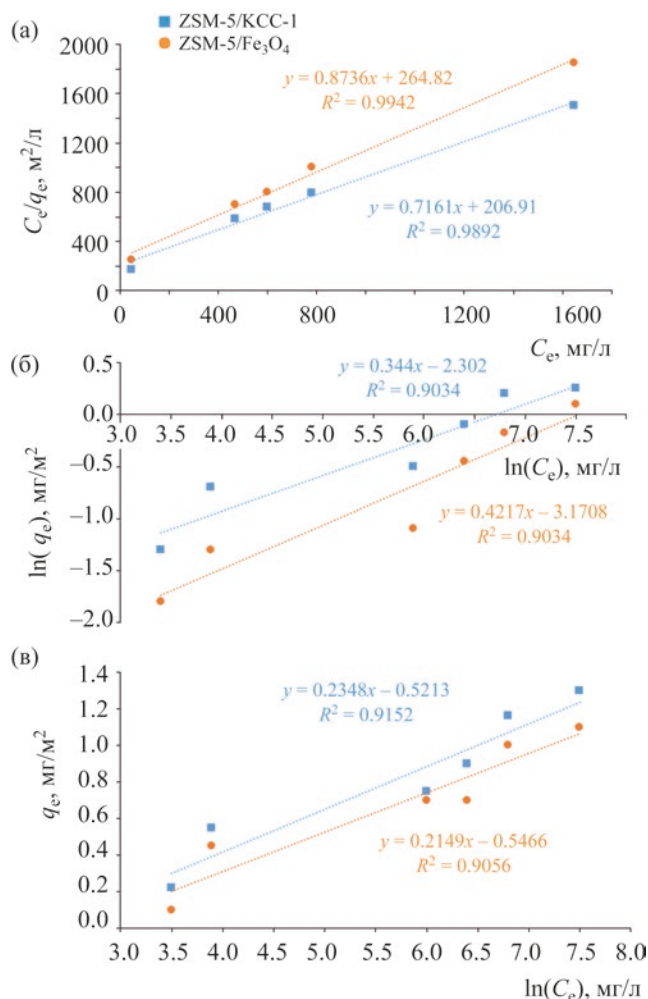 ZSM-5/KCC-1
ZSM-5/Fe₃O₄
(а)
2000
1600
1200
800
400
0
Cₑ/qₑ, м²/л
y = 0.8736x + 264.82
R² = 0.9942
y = 0.7161x + 206.91
R² = 0.9892
0 400 800 1200 1600
Cₑ, мг/л
(б)
0.5
0.0
−0.5
−1.0
−1.5
−2.0
ln( qₑ), мг/м²
y = 0.344x − 2.302
R² = 0.9034
3.0 3.5 4.0 4.5 5.0 5.5 6.0 6.5 7.0 7.5
ln(Cₑ), мг/л
y = 0.4217x − 3.1708
R² = 0.9034
(в)
1.4
1.2
1.0
0.8
0.6
0.4
0.2
0.0
qₑ, мг/м²
y = 0.2348x − 0.5213
R² = 0.9152
y = 0.2149x − 0.5466
R² = 0.9056
3.0 3.5 4.0 4.5 5.0 5.5 6.0 6.5 7.0 7.5 8.0
ln(Cₑ), мг/л